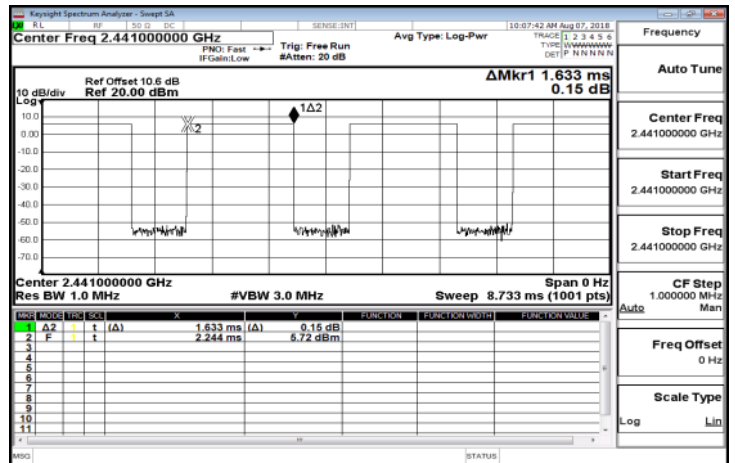 Keysight Spectrum Analyzer - Swept SA
RL RF 50 Ω DC SENSE:INT 10:07:42 AM Aug 07, 2018
Center Freq 2.441000000 GHz Avg Type: Log-Pwr TRACE 1 2 3 4 5 6
PNO: Fast Trig: Free Run TYPE WWWWWW
IFGain:Low #Atten: 20 dB DET P N N N N N
Frequency
Auto Tune
ΔMkr1 1.633 ms
0.15 dB
Ref Offset 10.6 dB
10 dB/div Ref 20.00 dBm
Log
10.0
0.00
-10.0
-20.0
-30.0
-40.0
-50.0
-60.0
-70.0
1Δ2
2
Center Freq
2.441000000 GHz
Start Freq
2.441000000 GHz
Stop Freq
2.441000000 GHz
Center 2.441000000 GHz Span 0 Hz
Res BW 1.0 MHz #VBW 3.0 MHz Sweep 8.733 ms (1001 pts)
CF Step
1.000000 MHz
Auto Man
MKR MODE TRC SCL X Y FUNCTION FUNCTION WIDTH FUNCTION VALUE
1 Δ2 1 t (Δ) 1.633 ms (Δ) 0.15 dB
2 F 1 t 2.244 ms 5.72 dBm
3
4
5
6
7
8
9
10
11
Freq Offset
0 Hz
Scale Type
Log Lin
MSG STATUS